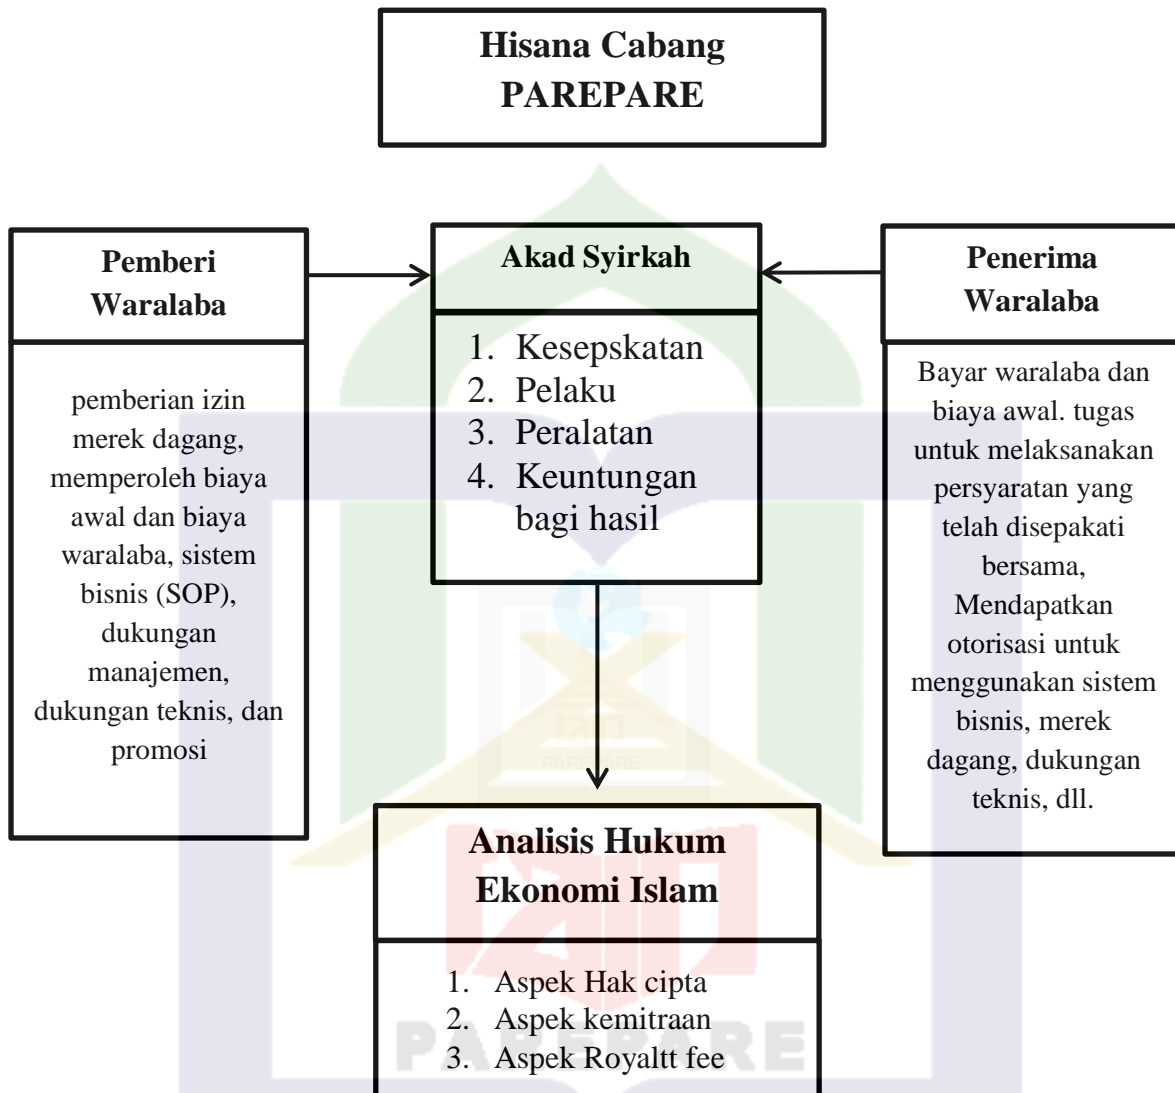 Hisana Cabang
PAREPARE
Pemberi
Waralaba
pemberian izin
merek dagang,
memperoleh biaya
awal dan biaya
waralaba, sistem
bisnis (SOP),
dukungan
manajemen,
dukungan teknis, dan
promosi
Akad Syirkah
1. Kesepskatan
2. Pelaku
3. Peralatan
4. Keuntungan
bagi hasil
Penerima
Waralaba
Bayar waralaba dan
biaya awal. tugas
untuk melaksanakan
persyaratan yang
telah disepakati
bersama,
Mendapatkan
otorisasi untuk
menggunakan sistem
bisnis, merek
dagang, dukungan
teknis, dll.
PAREPARE
Analisis Hukum
Ekonomi Islam
1. Aspek Hak cipta
2. Aspek kemitraan
3. Aspek Royaltt fee
PAREPARE